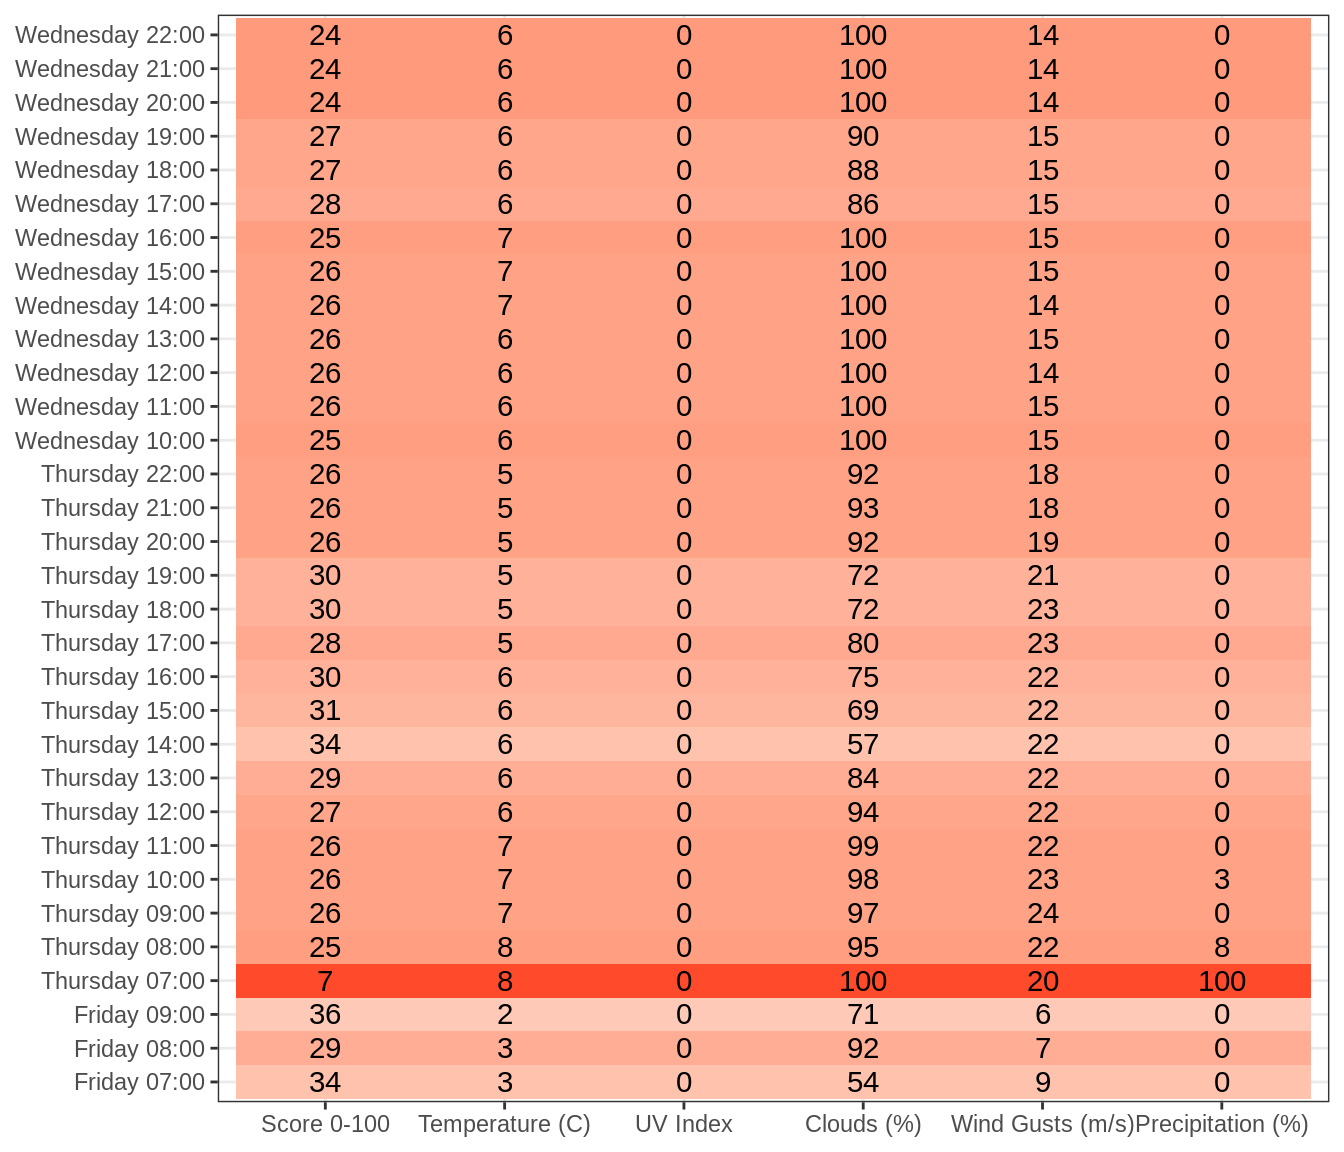 Wednesday 22:00 24 6 0 100 14 0
Wednesday 21:00 24 6 0 100 14 0
Wednesday 20:00 24 6 0 100 14 0
Wednesday 19:00 27 6 0 90 15 0
Wednesday 18:00 27 6 0 88 15 0
Wednesday 17:00 28 6 0 86 15 0
Wednesday 16:00 25 7 0 100 15 0
Wednesday 15:00 26 7 0 100 15 0
Wednesday 14:00 26 7 0 100 14 0
Wednesday 13:00 26 6 0 100 15 0
Wednesday 12:00 26 6 0 100 14 0
Wednesday 11:00 26 6 0 100 15 0
Wednesday 10:00 25 6 0 100 15 0
Thursday 22:00 26 5 0 92 18 0
Thursday 21:00 26 5 0 93 18 0
Thursday 20:00 26 5 0 92 19 0
Thursday 19:00 30 5 0 72 21 0
Thursday 18:00 30 5 0 72 23 0
Thursday 17:00 28 5 0 80 23 0
Thursday 16:00 30 6 0 75 22 0
Thursday 15:00 31 6 0 69 22 0
Thursday 14:00 34 6 0 57 22 0
Thursday 13:00 29 6 0 84 22 0
Thursday 12:00 27 6 0 94 22 0
Thursday 11:00 26 7 0 99 22 0
Thursday 10:00 26 7 0 98 23 3
Thursday 09:00 26 7 0 97 24 0
Thursday 08:00 25 8 0 95 22 8
Thursday 07:00 7 8 0 100 20 100
Friday 09:00 36 2 0 71 6 0
Friday 08:00 29 3 0 92 7 0
Friday 07:00 34 3 0 54 9 0
Score 0-100 Temperature (C) UV Index Clouds (%) Wind Gusts (m/s) Precipitation (%)